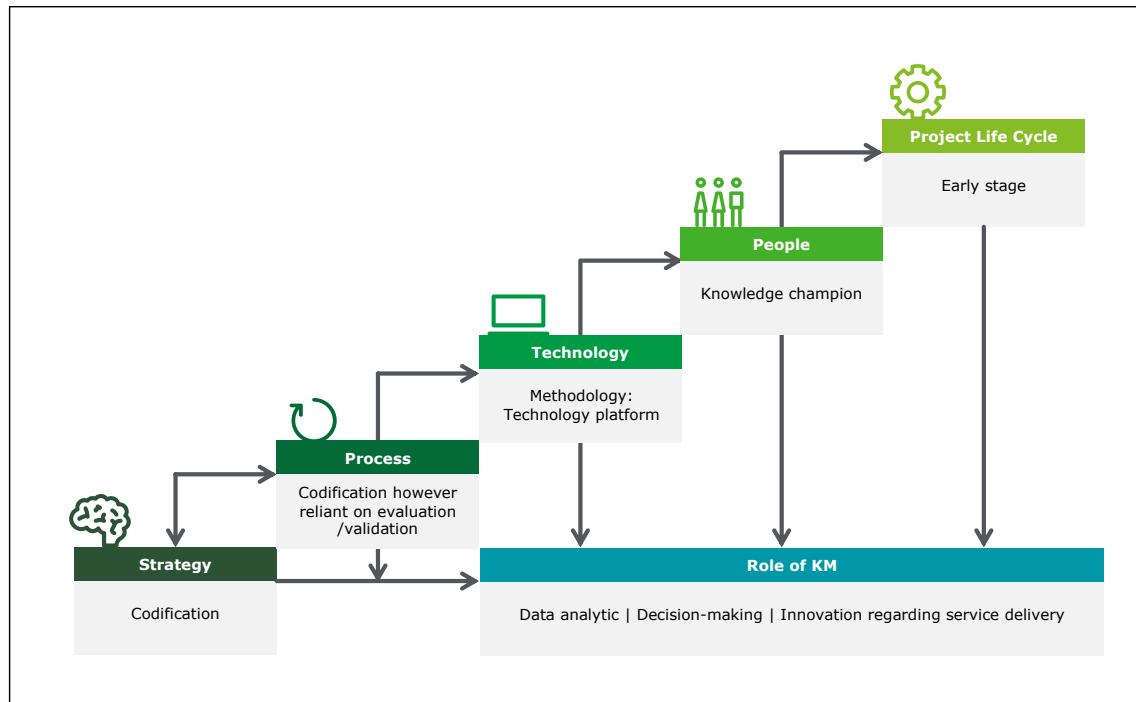 Project Life Cycle
Early stage
People
Knowledge champion
Technology
Methodology:
Technology platform
Process
Codification however
reliant on evaluation
/validation
Strategy
Codification
Role of KM
Data analytic | Decision-making | Innovation regarding service delivery